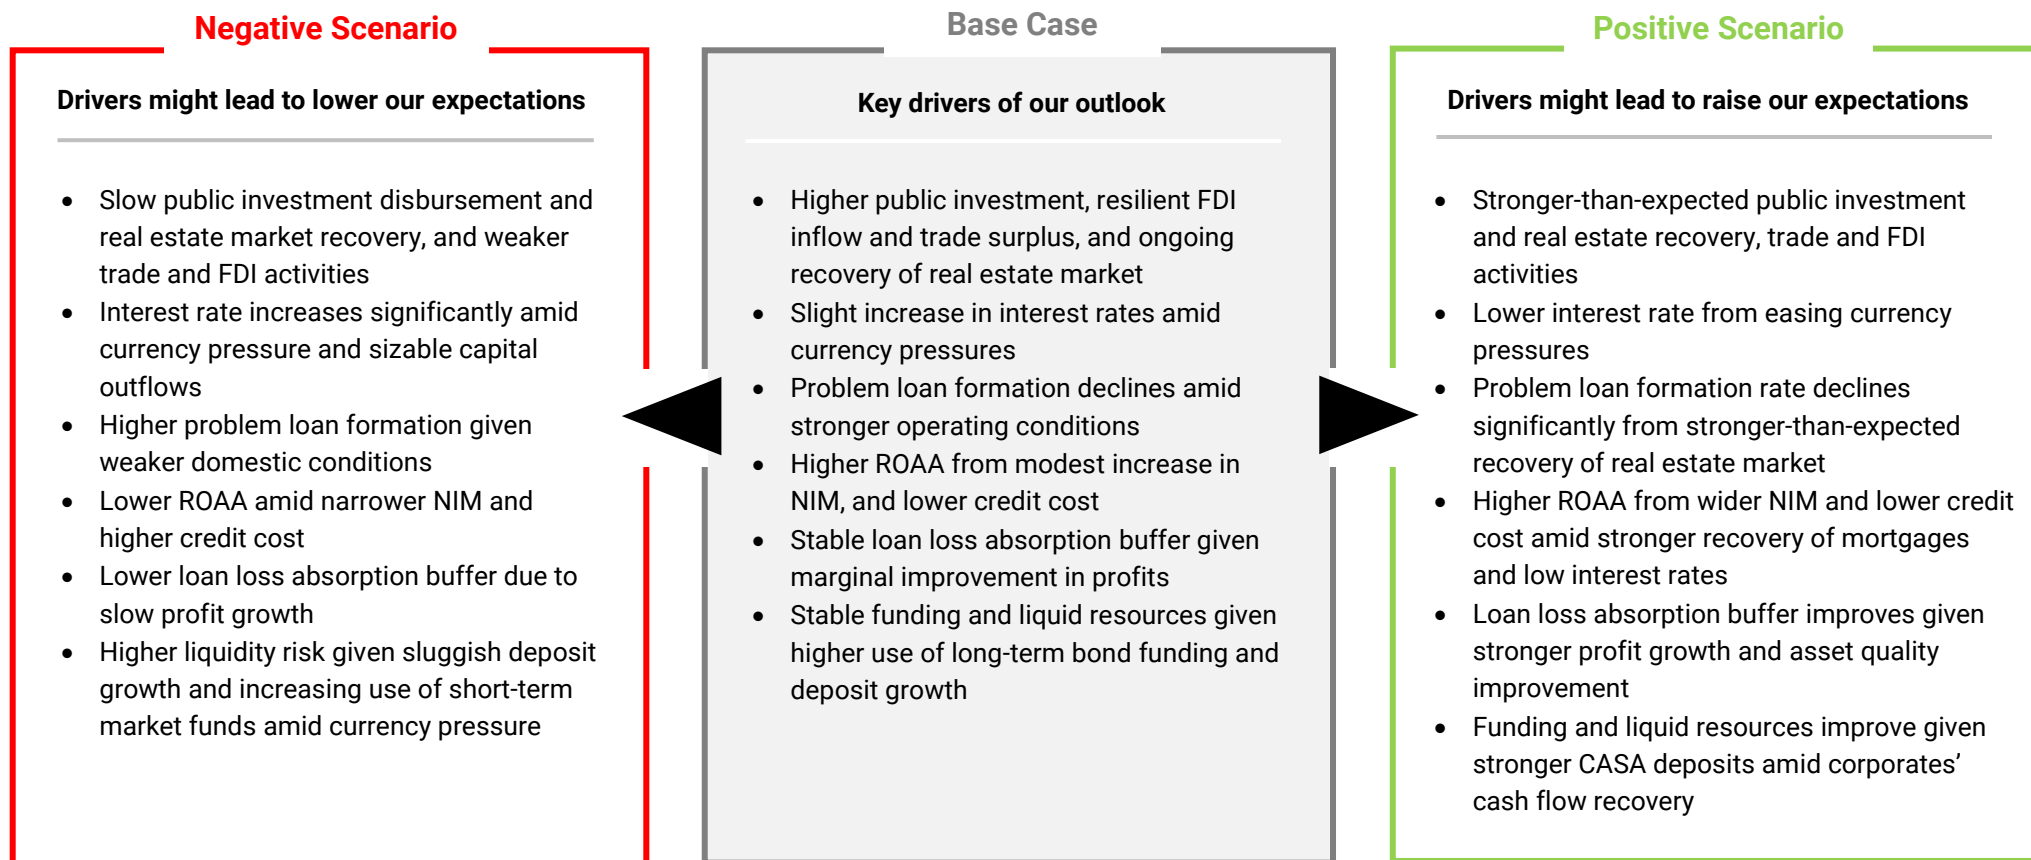 Negative Scenario
Drivers might lead to lower our expectations
• Slow public investment disbursement and
real estate market recovery, and weaker
trade and FDI activities
• Interest rate increases significantly amid
currency pressure and sizable capital
outflows
• Higher problem loan formation given
weaker domestic conditions
• Lower ROAA amid narrower NIM and
higher credit cost
• Lower loan loss absorption buffer due to
slow profit growth
• Higher liquidity risk given sluggish deposit
growth and increasing use of short-term
market funds amid currency pressure
Base Case
Key drivers of our outlook
• Higher public investment, resilient FDI
inflow and trade surplus, and ongoing
recovery of real estate market
• Slight increase in interest rates amid
currency pressures
• Problem loan formation declines amid
stronger operating conditions
• Higher ROAA from modest increase in
NIM, and lower credit cost
• Stable loan loss absorption buffer given
marginal improvement in profits
• Stable funding and liquid resources given
higher use of long-term bond funding and
deposit growth
Positive Scenario
Drivers might lead to raise our expectations
• Stronger-than-expected public investment
and real estate recovery, trade and FDI
activities
• Lower interest rate from easing currency
pressures
• Problem loan formation rate declines
significantly from stronger-than-expected
recovery of real estate market
• Higher ROAA from wider NIM and lower credit
cost amid stronger recovery of mortgages
and low interest rates
• Loan loss absorption buffer improves given
stronger profit growth and asset quality
improvement
• Funding and liquid resources improve given
stronger CASA deposits amid corporates’
cash flow recovery